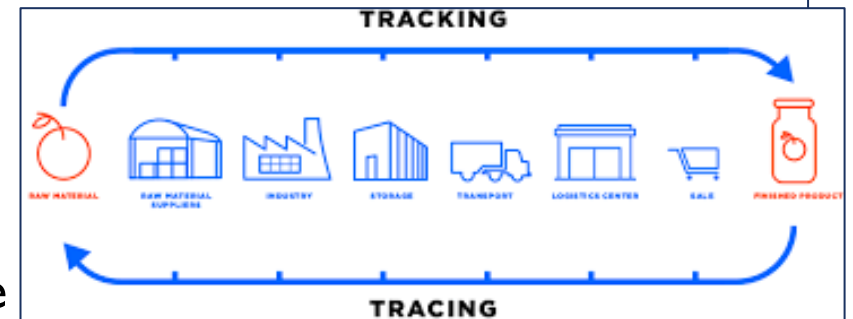 TRACKING
RAW MATERIAL
RAW MATERIAL
SUPPLIERS
INDUSTRY
STORAGE
TRANSPORT
LOGISTICS CENTER
SALE
FINISHED PRODUCT
TRACING
e